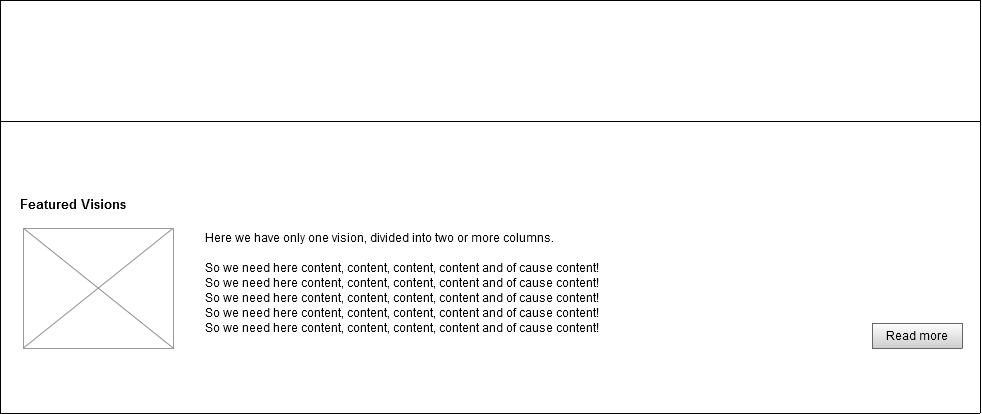 Featured Visions
Here we have only one vision, divided into two or more columns.
So we need here content, content, content, content and of cause content!
So we need here content, content, content, content and of cause content!
So we need here content, content, content, content and of cause content!
So we need here content, content, content, content and of cause content!
So we need here content, content, content, content and of cause content!
Read more